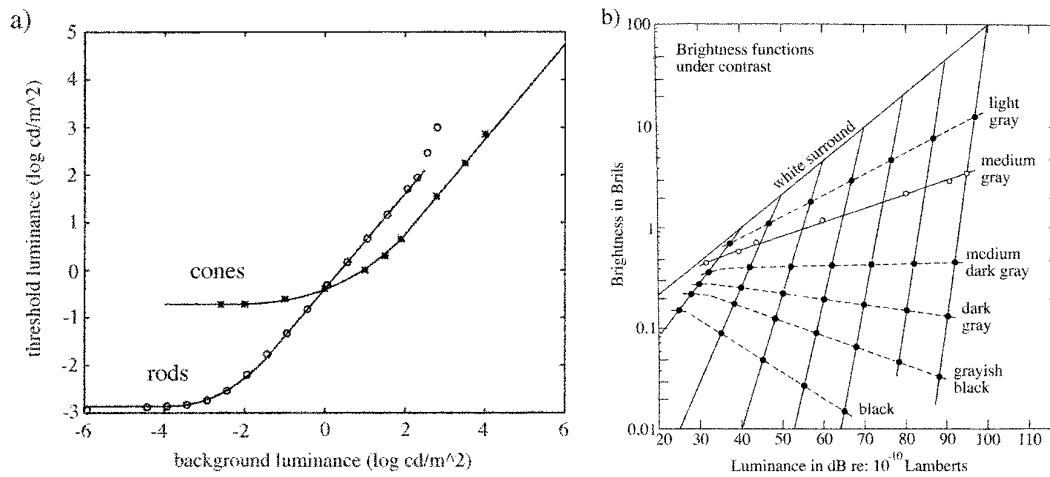 a)
5
4
3
2
1
0
-1
-2
-3
-6
-4
-2
0
2
4
6
threshold luminance (log cd/m^2)
background luminance (log cd/m^2)
cones
rods
b)
100
10
1
0.1
0.01
20
30
40
50
60
70
80
90
100
110
Brightness in Brils
Luminance in dB re: 10^-10 Lamberts
Brightness functions
under contrast
white surround
light
gray
medium
gray
medium
dark gray
dark
gray
grayish
black
black